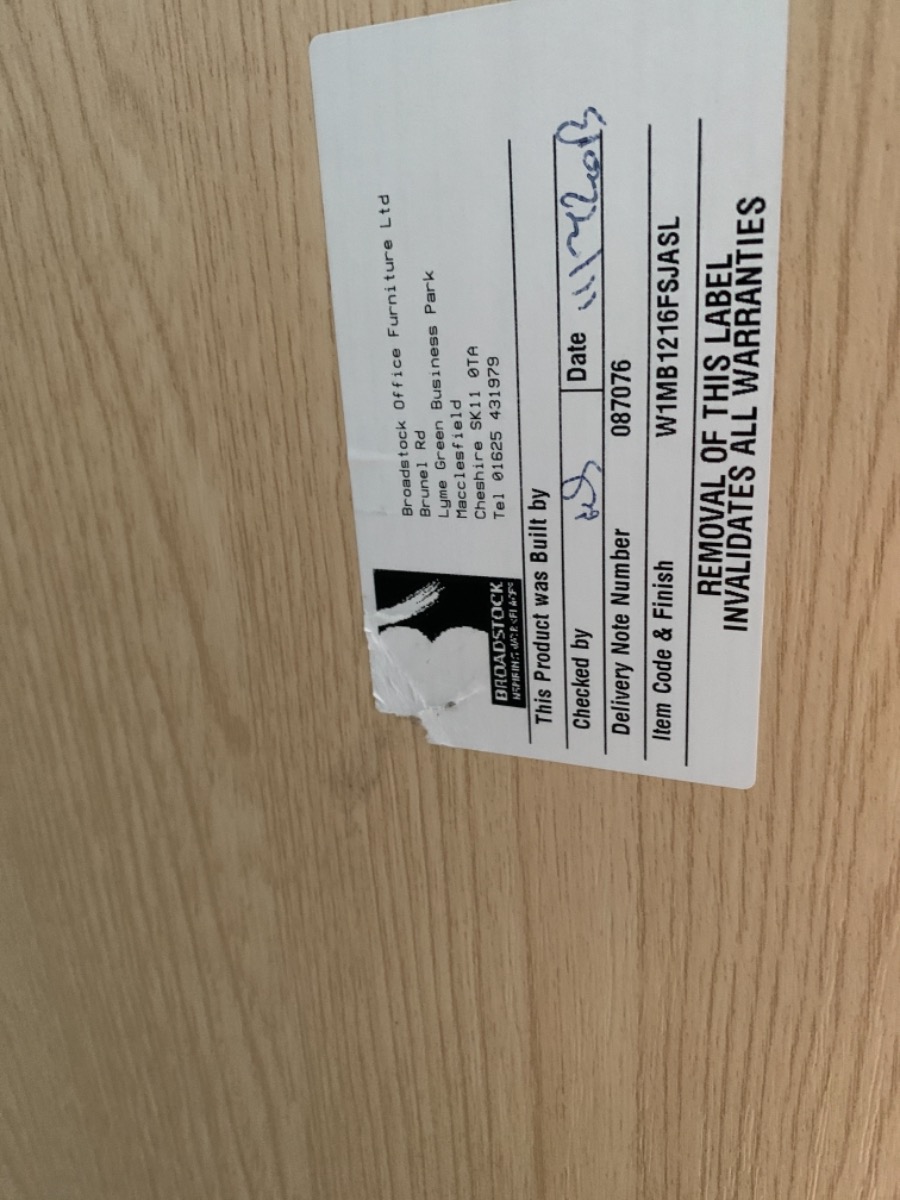 Broadstock Office Furniture Ltd
Brunel Rd
Lyme Green Business Park
Macclesfield
Cheshire SK11 0TA
Tel 01625 431979
BROADSTOCK
This Product was Built by
Checked by Date
Delivery Note Number 087076
Item Code & Finish W1MB1216FSJASL
REMOVAL OF THIS LABEL
INVALIDATES ALL WARRANTIES